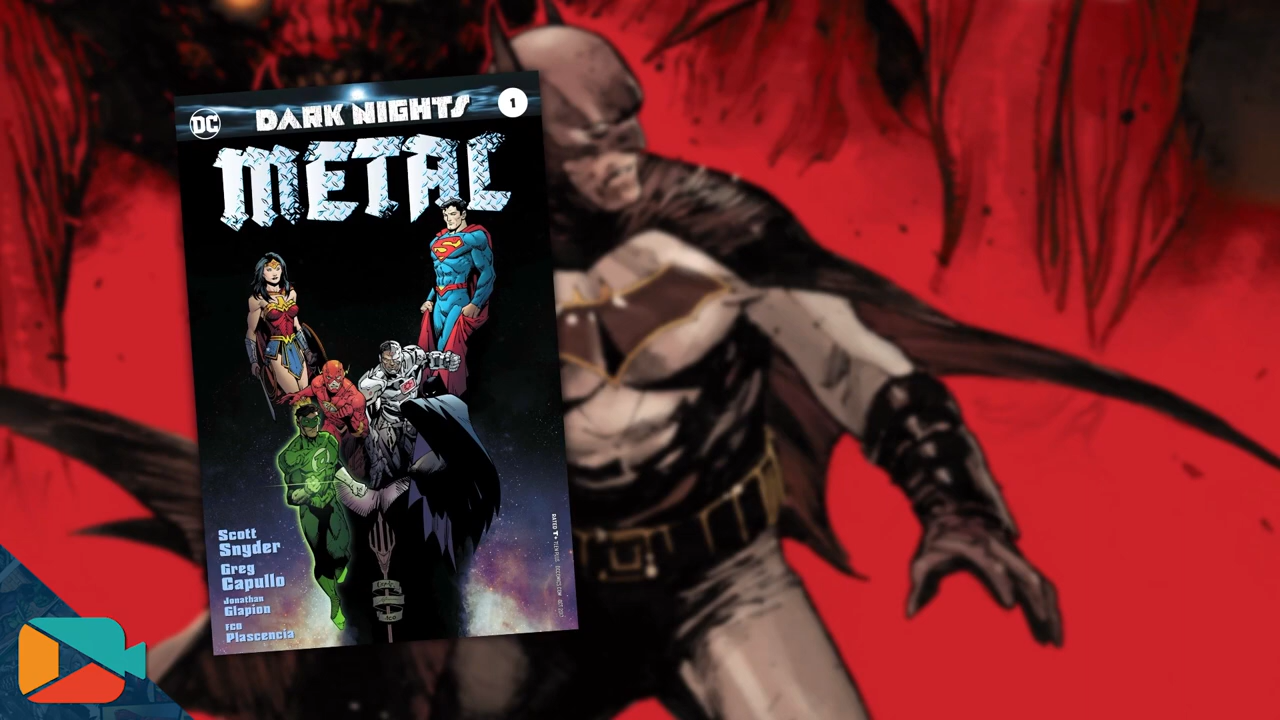 DC
DARK NIGHTS
1
METAL
Scott
Snyder
Greg
Capullo
Jonathan
Glapion
FCO
Plascencia